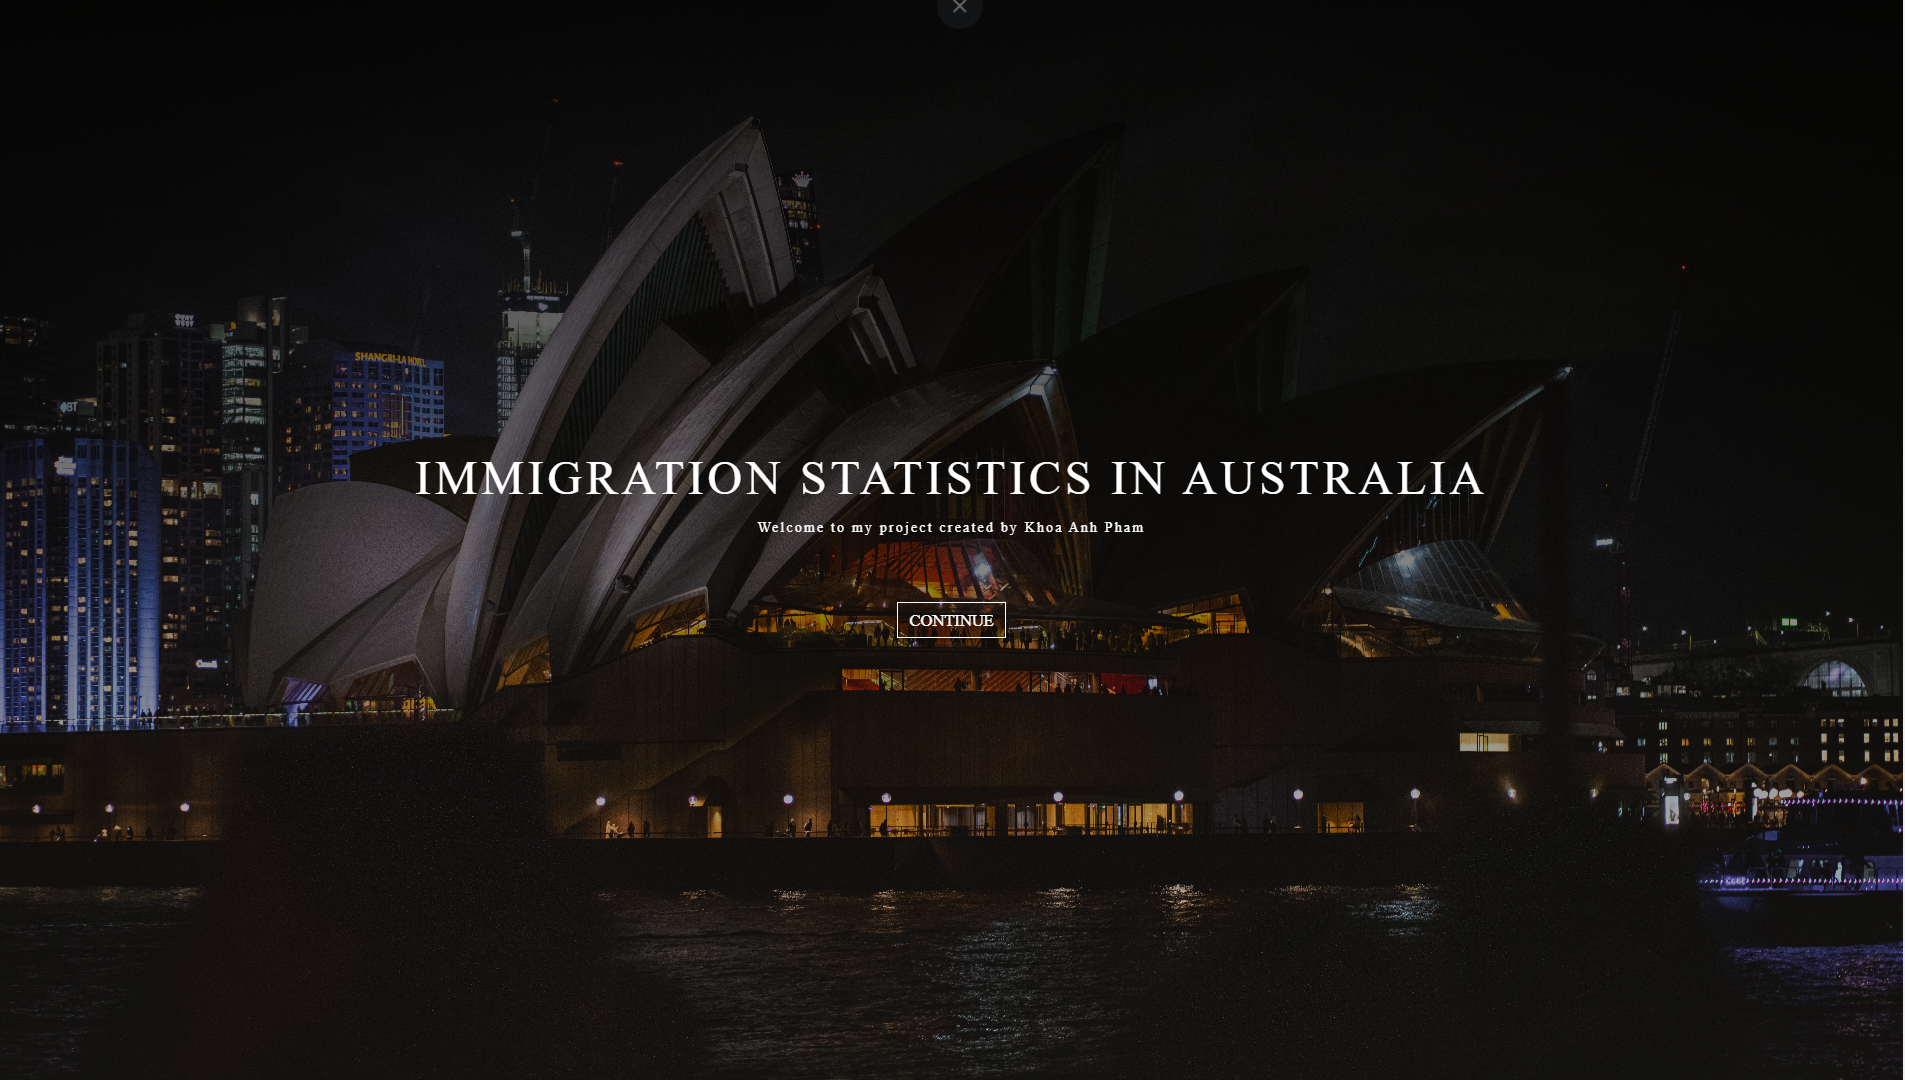 SHANGRI-LA HOTEL
IMMIGRATION STATISTICS IN AUSTRALIA
Welcome to my project created by Khoa Anh Pham
CONTINUE